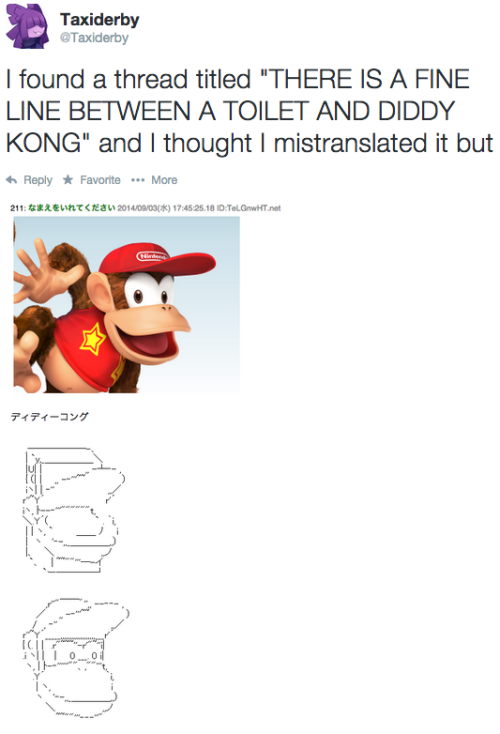 Taxiderby
@Taxiderby
I found a thread titled "THERE IS A FINE
LINE BETWEEN A TOILET AND DIDDY
KONG" and I thought I mistranslated it but
Reply Favorite More
211: なまえをいれてください 2014/09/03(水) 17:45:25.18 ID:TeLGnwHT.net
Nintendo
ディディーコング